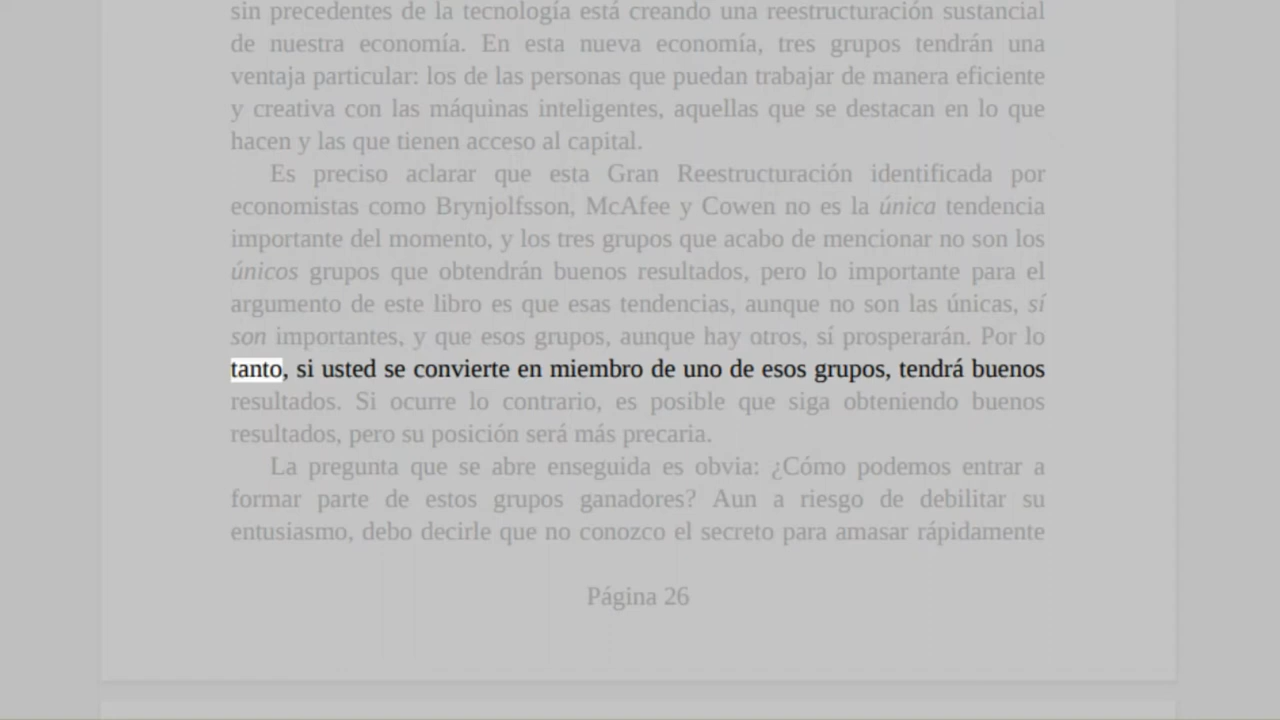 sin precedentes de la tecnología está creando una reestructuración sustancial
de nuestra economía. En esta nueva economía, tres grupos tendrán una
ventaja particular: los de las personas que puedan trabajar de manera eficiente
y creativa con las máquinas inteligentes, aquellas que se destacan en lo que
hacen y las que tienen acceso al capital.
Es preciso aclarar que esta Gran Reestructuración identificada por
economistas como Brynjolfsson, McAfee y Cowen no es la única tendencia
importante del momento, y los tres grupos que acabo de mencionar no son los
únicos grupos que obtendrán buenos resultados, pero lo importante para el
argumento de este libro es que esas tendencias, aunque no son las únicas, sí
son importantes, y que esos grupos, aunque hay otros, sí prosperarán. Por lo
tanto, si usted se convierte en miembro de uno de esos grupos, tendrá buenos
resultados. Si ocurre lo contrario, es posible que siga obteniendo buenos
resultados, pero su posición será más precaria.
La pregunta que se abre enseguida es obvia: ¿Cómo podemos entrar a
formar parte de estos grupos ganadores? Aun a riesgo de debilitar su
entusiasmo, debo decirle que no conozco el secreto para amasar rápidamente
Página 26